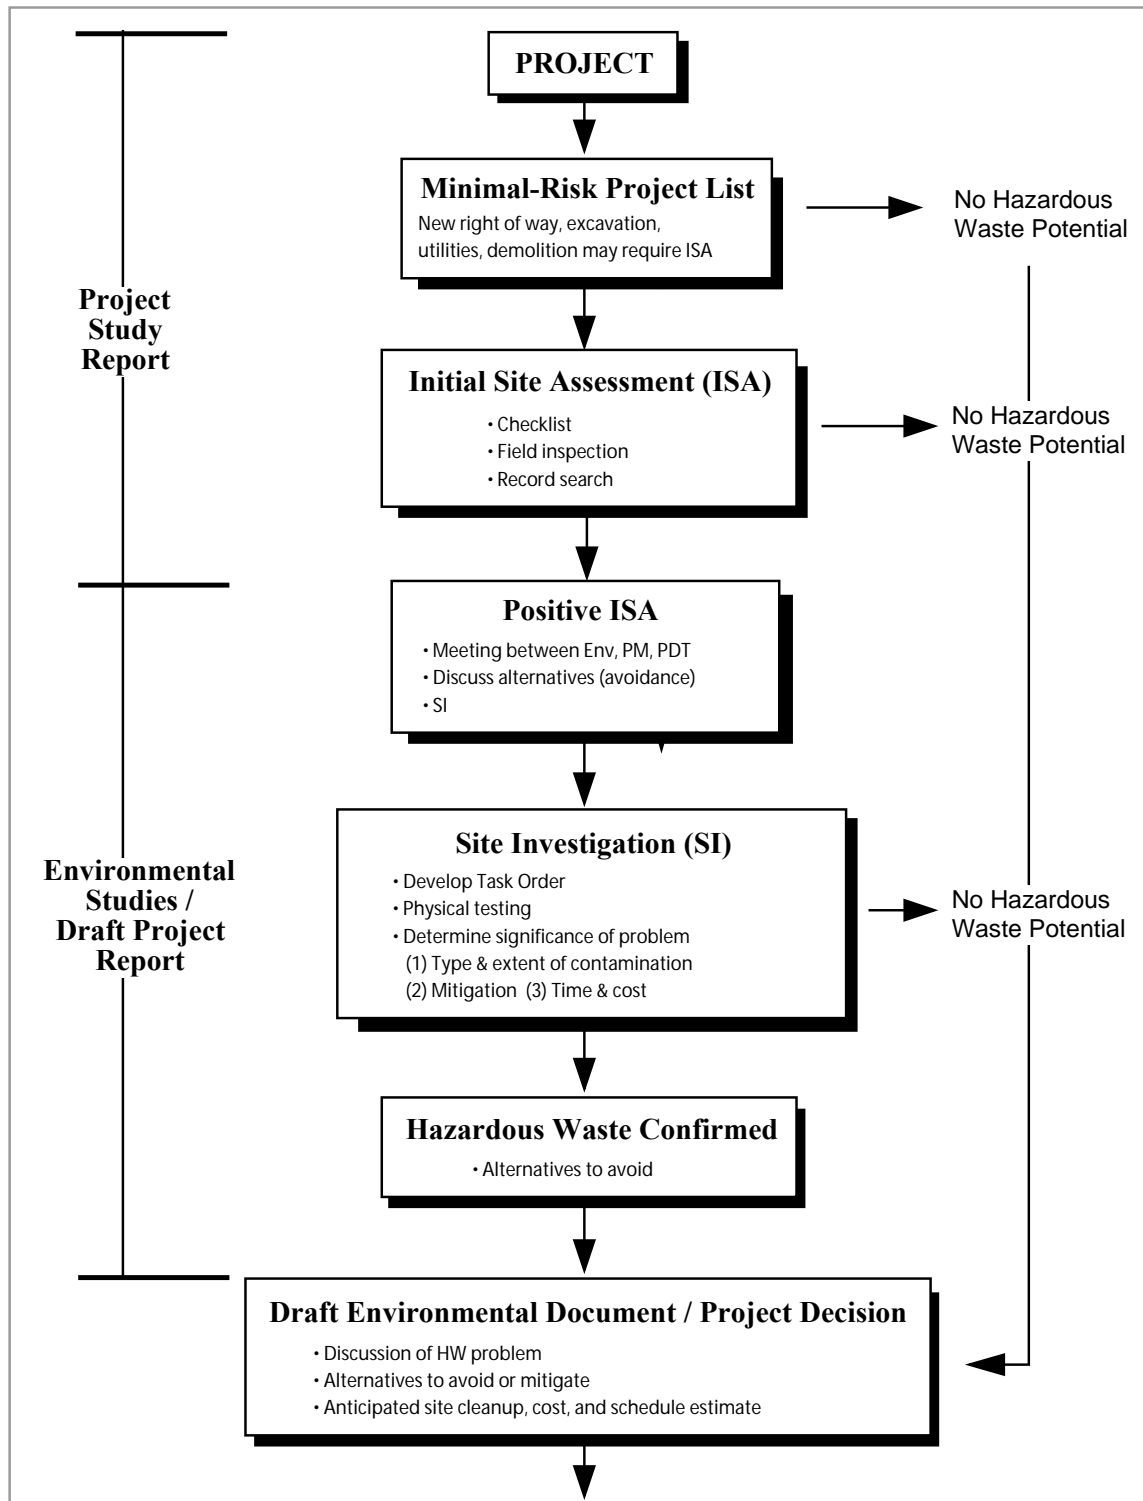 PROJECT
Minimal-Risk Project List
New right of way, excavation,
utilities, demolition may require ISA
No Hazardous
Waste Potential
Project
Study
Report
Initial Site Assessment (ISA)
• Checklist
• Field inspection
• Record search
No Hazardous
Waste Potential
Positive ISA
• Meeting between Env, PM, PDT
• Discuss alternatives (avoidance)
• SI
Environmental
Studies /
Draft Project
Report
Site Investigation (SI)
• Develop Task Order
• Physical testing
• Determine significance of problem
(1) Type & extent of contamination
(2) Mitigation (3) Time & cost
No Hazardous
Waste Potential
Hazardous Waste Confirmed
• Alternatives to avoid
Draft Environmental Document / Project Decision
• Discussion of HW problem
• Alternatives to avoid or mitigate
• Anticipated site cleanup, cost, and schedule estimate